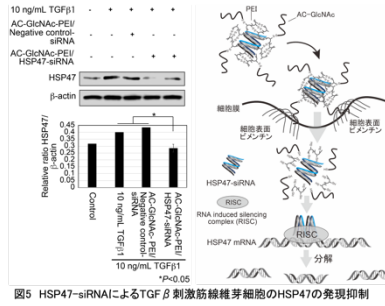 10 ng/mL TGFβ1 - + + + +
AC-GlcNAc-PEI/
Negative control-
siRNA
- - + - -
AC-GlcNAc-PEI/
HSP47-siRNA
HSP47
β-actin
Relative ratio HSP47/
β-actin
0.45
0.4
0.35
0.3
0.25
0.2
0.15
0.1
0.05
0
*
Control
10 ng/mL TGFβ1
AC-GlcNAc-PEI/
Negative control-
siRNA
AC-GlcNAc-PEI/
HSP47-siRNA
10 ng/mL TGFβ1
*P<0.05
PEI
AC-GlcNAc
細胞膜
細胞表面
ビメンチン
細胞表面
ビメンチン
HSP47-siRNA
RISC
RNA induced silencing
complex (RISC)
RISC
HSP47 mRNA
分解
図5 HSP47-siRNAによるTGFβ刺激筋線維芽細胞のHSP47の発現抑制